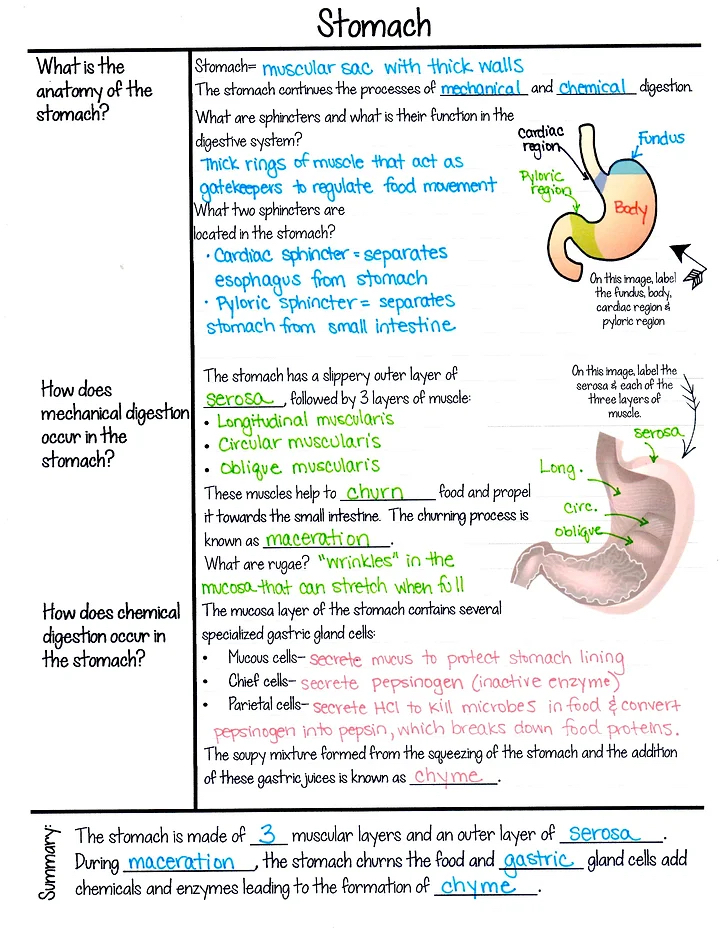 Stomach
What is the
anatomy of the
stomach?
Stomach= muscular sac with thick walls
The stomach continues the processes of mechanical and chemical digestion.
What are sphincters and what is their function in the
digestive system?
Thick rings of muscle that act as
gatekeepers to regulate food movement
What two sphincters are
located in the stomach?
• Cardiac sphincter = separates
esophagus from stomach
• Pyloric sphincter = separates
stomach from small intestine
Cardiac
region
Fundus
Pyloric
region
Body
On this image, label
the fundus, body,
cardiac region &
pyloric region
How does
mechanical digestion
occur in the
stomach?
The stomach has a slippery outer layer of
serosa, followed by 3 layers of muscle:
• Longitudinal muscularis
• Circular muscularis
• Oblique muscularis
These muscles help to churn food and propel
it towards the small intestine. The churning process is
known as maceration.
What are rugae? "wrinkles" in the
mucosa that can stretch when full
On this image, label the
serosa & each of the
three layers of
muscle.
serosa
Long.
circ.
oblique
How does chemical
digestion occur in
the stomach?
The mucosa layer of the stomach contains several
specialized gastric gland cells:
• Mucous cells- secrete mucus to protect stomach lining
• Chief cells- secrete pepsinogen (inactive enzyme)
• Parietal cells- secrete HCl to kill microbes in food & convert
pepsinogen into pepsin, which breaks down food proteins.
The soupy mixture formed from the squeezing of the stomach and the addition
of these gastric juices is known as chyme.
Summary:
The stomach is made of 3 muscular layers and an outer layer of serosa.
During maceration, the stomach churns the food and gastric gland cells add
chemicals and enzymes leading to the formation of chyme.